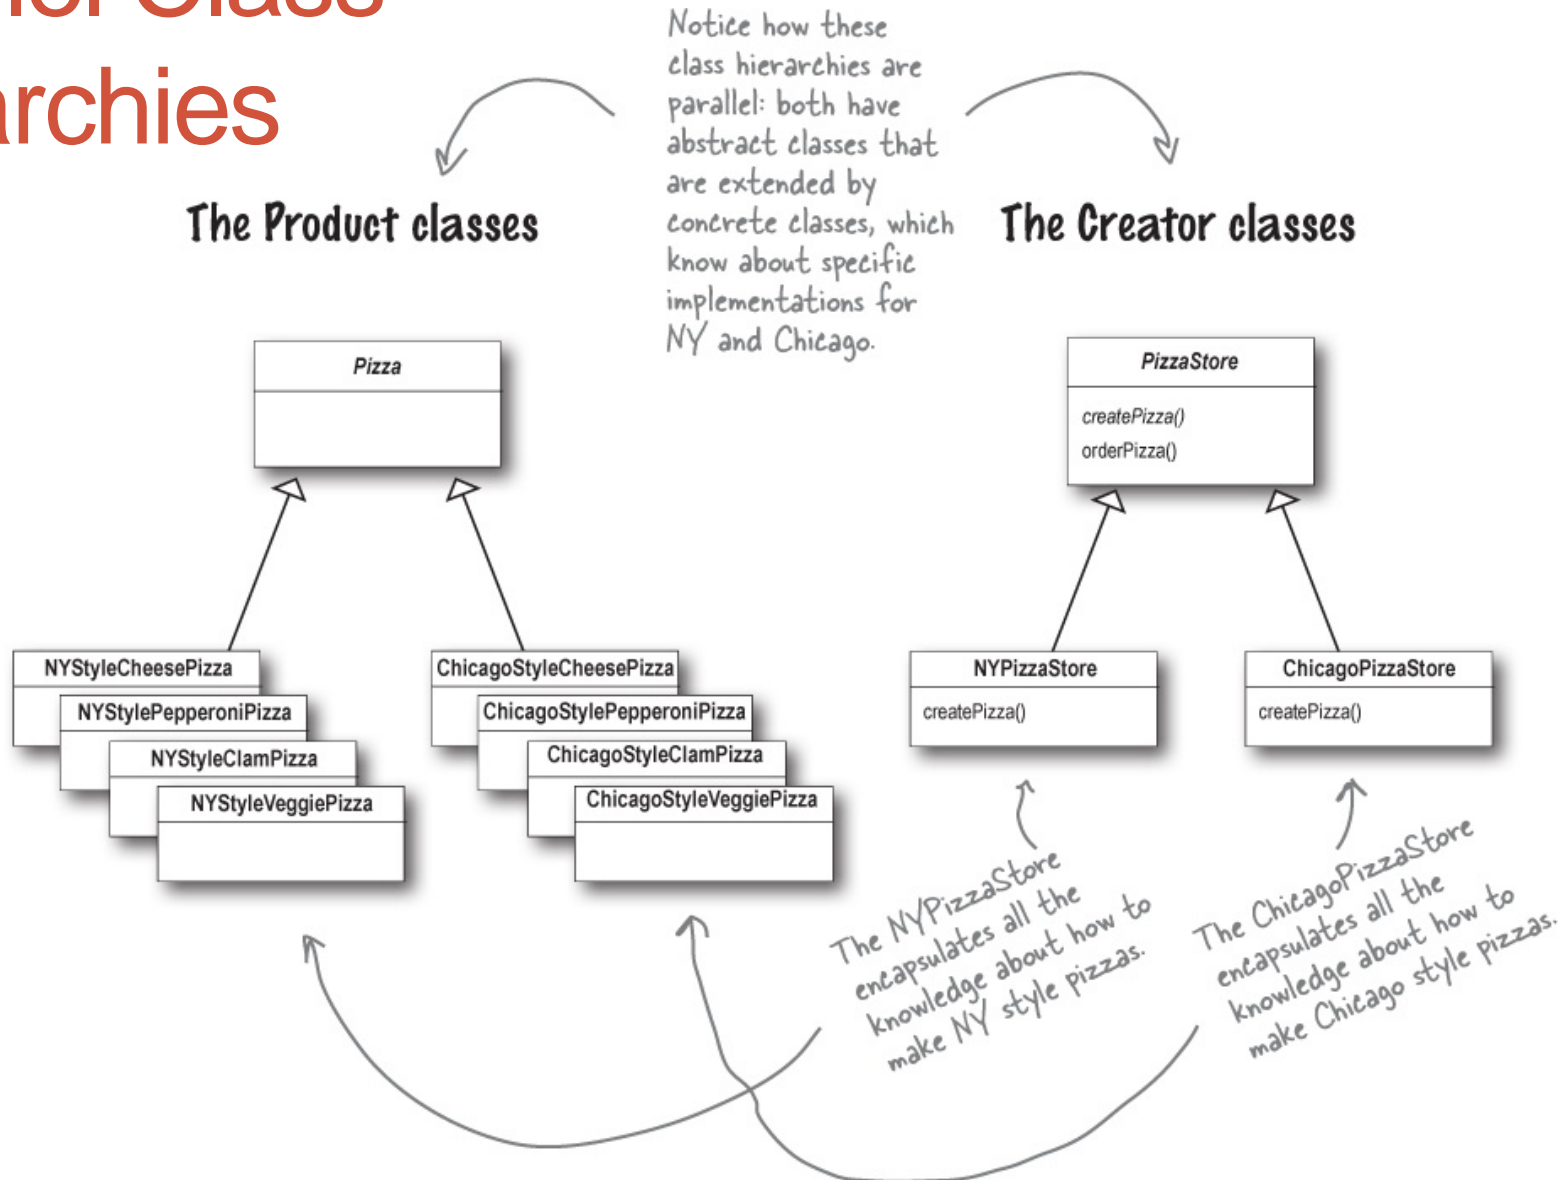 Class
archies
Notice how these
class hierarchies are
parallel: both have
abstract classes that
are extended by
concrete classes, which
know about specific
implementations for
NY and Chicago.
The Product classes
The Creator classes
Pizza
PizzaStore
createPizza()
orderPizza()
NYStyleCheesePizza
NYStylePepperoniPizza
NYStyleClamPizza
NYStyleVeggiePizza
ChicagoStyleCheesePizza
ChicagoStylePepperoniPizza
ChicagoStyleClamPizza
ChicagoStyleVeggiePizza
NYPizzaStore
createPizza()
ChicagoPizzaStore
createPizza()
The NYPizzaStore
encapsulates all the
knowledge about how to
make NY style pizzas.
The ChicagoPizzaStore
encapsulates all the
knowledge about how to
make Chicago style pizzas.